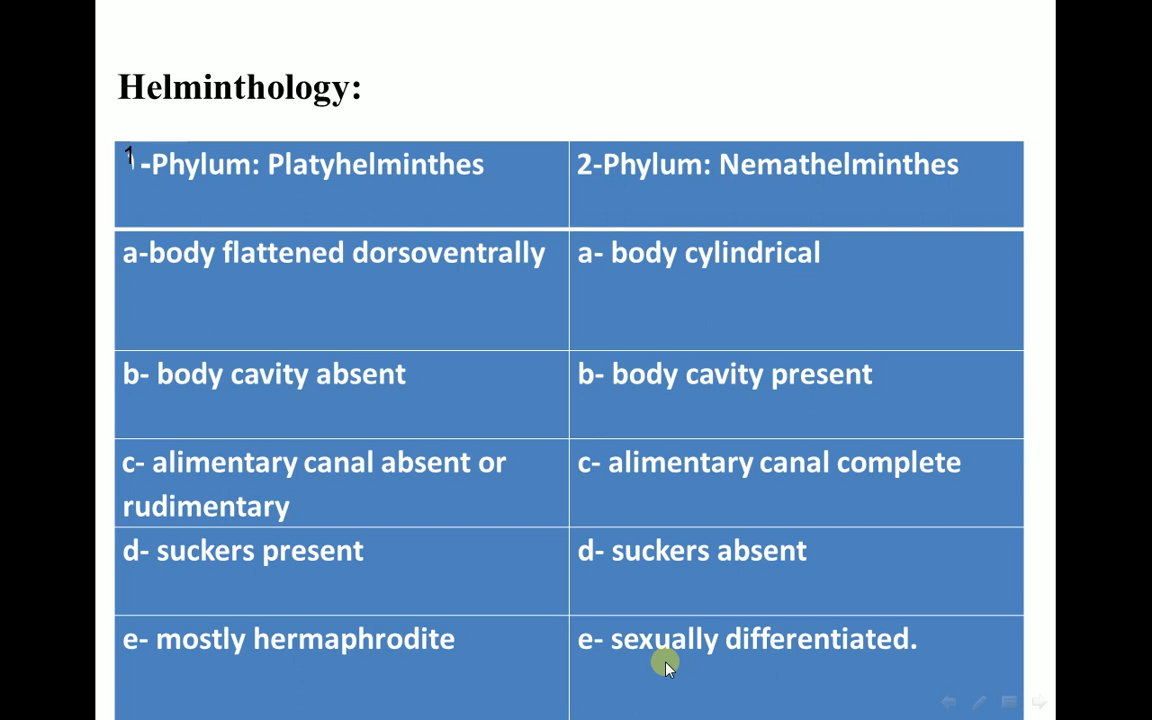 Helminthology:
1-Phylum: Platyhelminthes
2-Phylum: Nemathelminthes
a-body flattened dorsoventrally
a- body cylindrical
b- body cavity absent
b- body cavity present
c- alimentary canal absent or
rudimentary
c- alimentary canal complete
d- suckers present
d- suckers absent
e- mostly hermaphrodite
e- sexually differentiated.